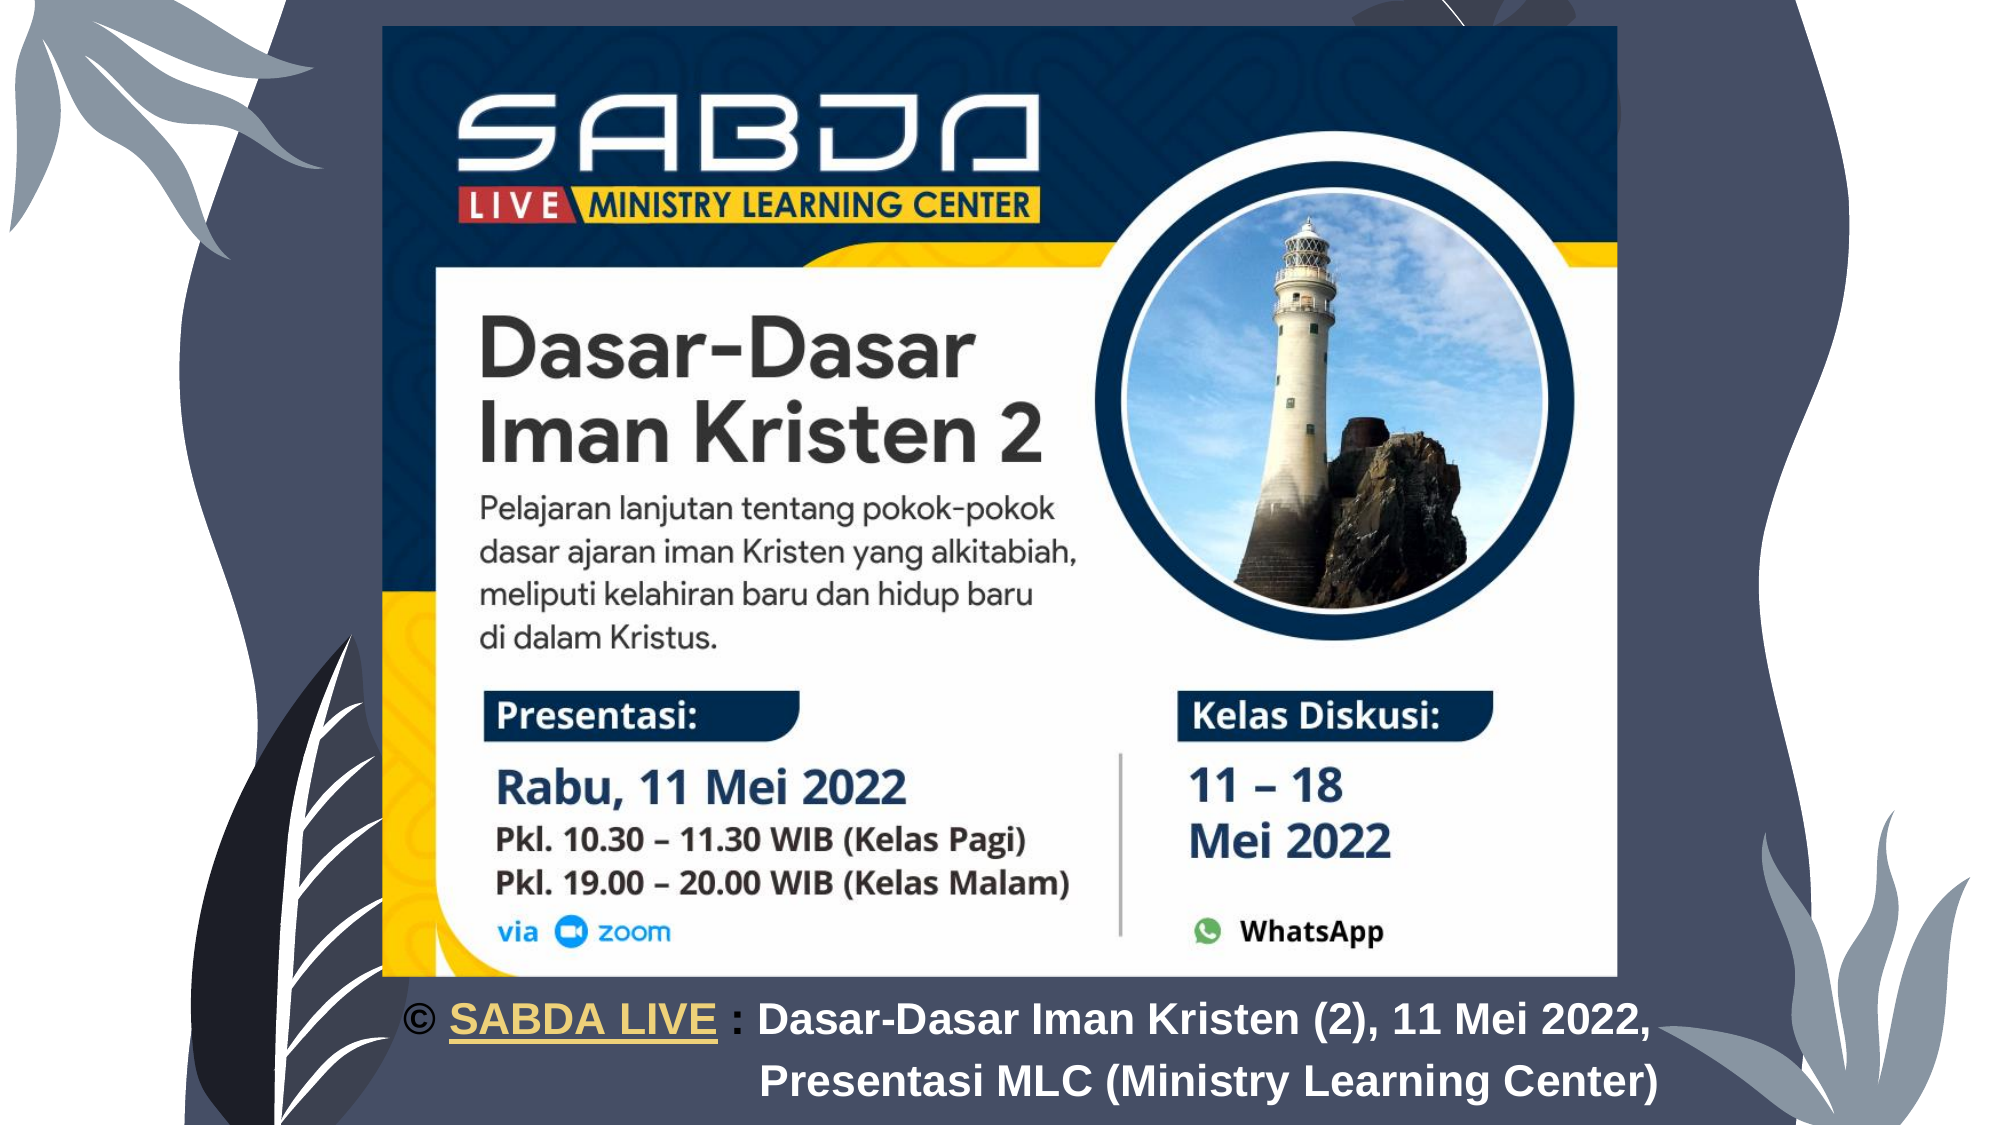 SABDA
LIVE MINISTRY LEARNING CENTER
Dasar-Dasar
Iman Kristen 2
Pelajaran lanjutan tentang pokok-pokok
dasar ajaran iman Kristen yang alkitabiah,
meliputi kelahiran baru dan hidup baru
di dalam Kristus.
Presentasi:
Rabu, 11 Mei 2022
Pkl. 10.30 – 11.30 WIB (Kelas Pagi)
Pkl. 19.00 – 20.00 WIB (Kelas Malam)
via zoom
Kelas Diskusi:
11 – 18
Mei 2022
WhatsApp
© SABDA LIVE : Dasar-Dasar Iman Kristen (2), 11 Mei 2022,
Presentasi MLC (Ministry Learning Center)